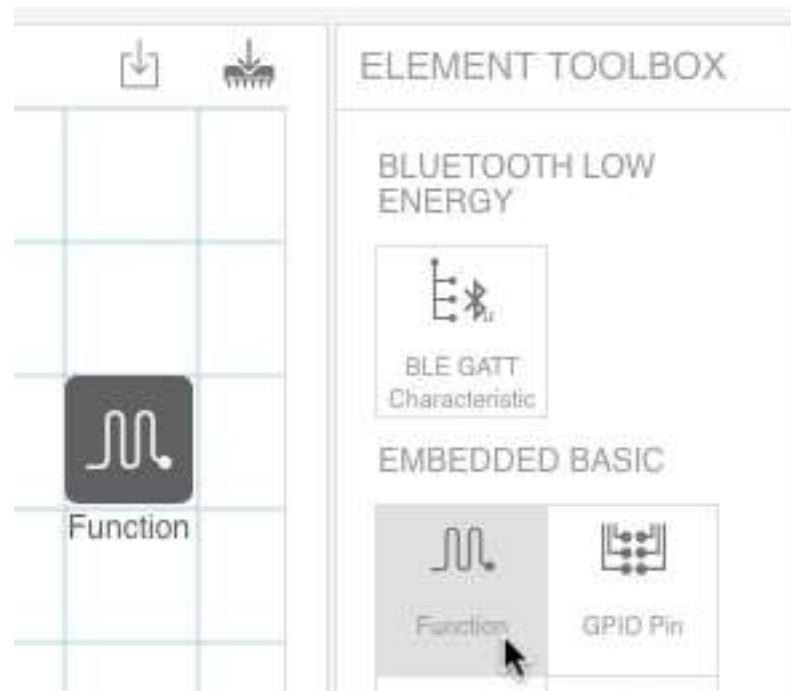 ELEMENT TOOLBOX
BLUETOOTH LOW
ENERGY
BLE GATT
Characteristic
EMBEDDED BASIC
Function
Function
GPIO Pin